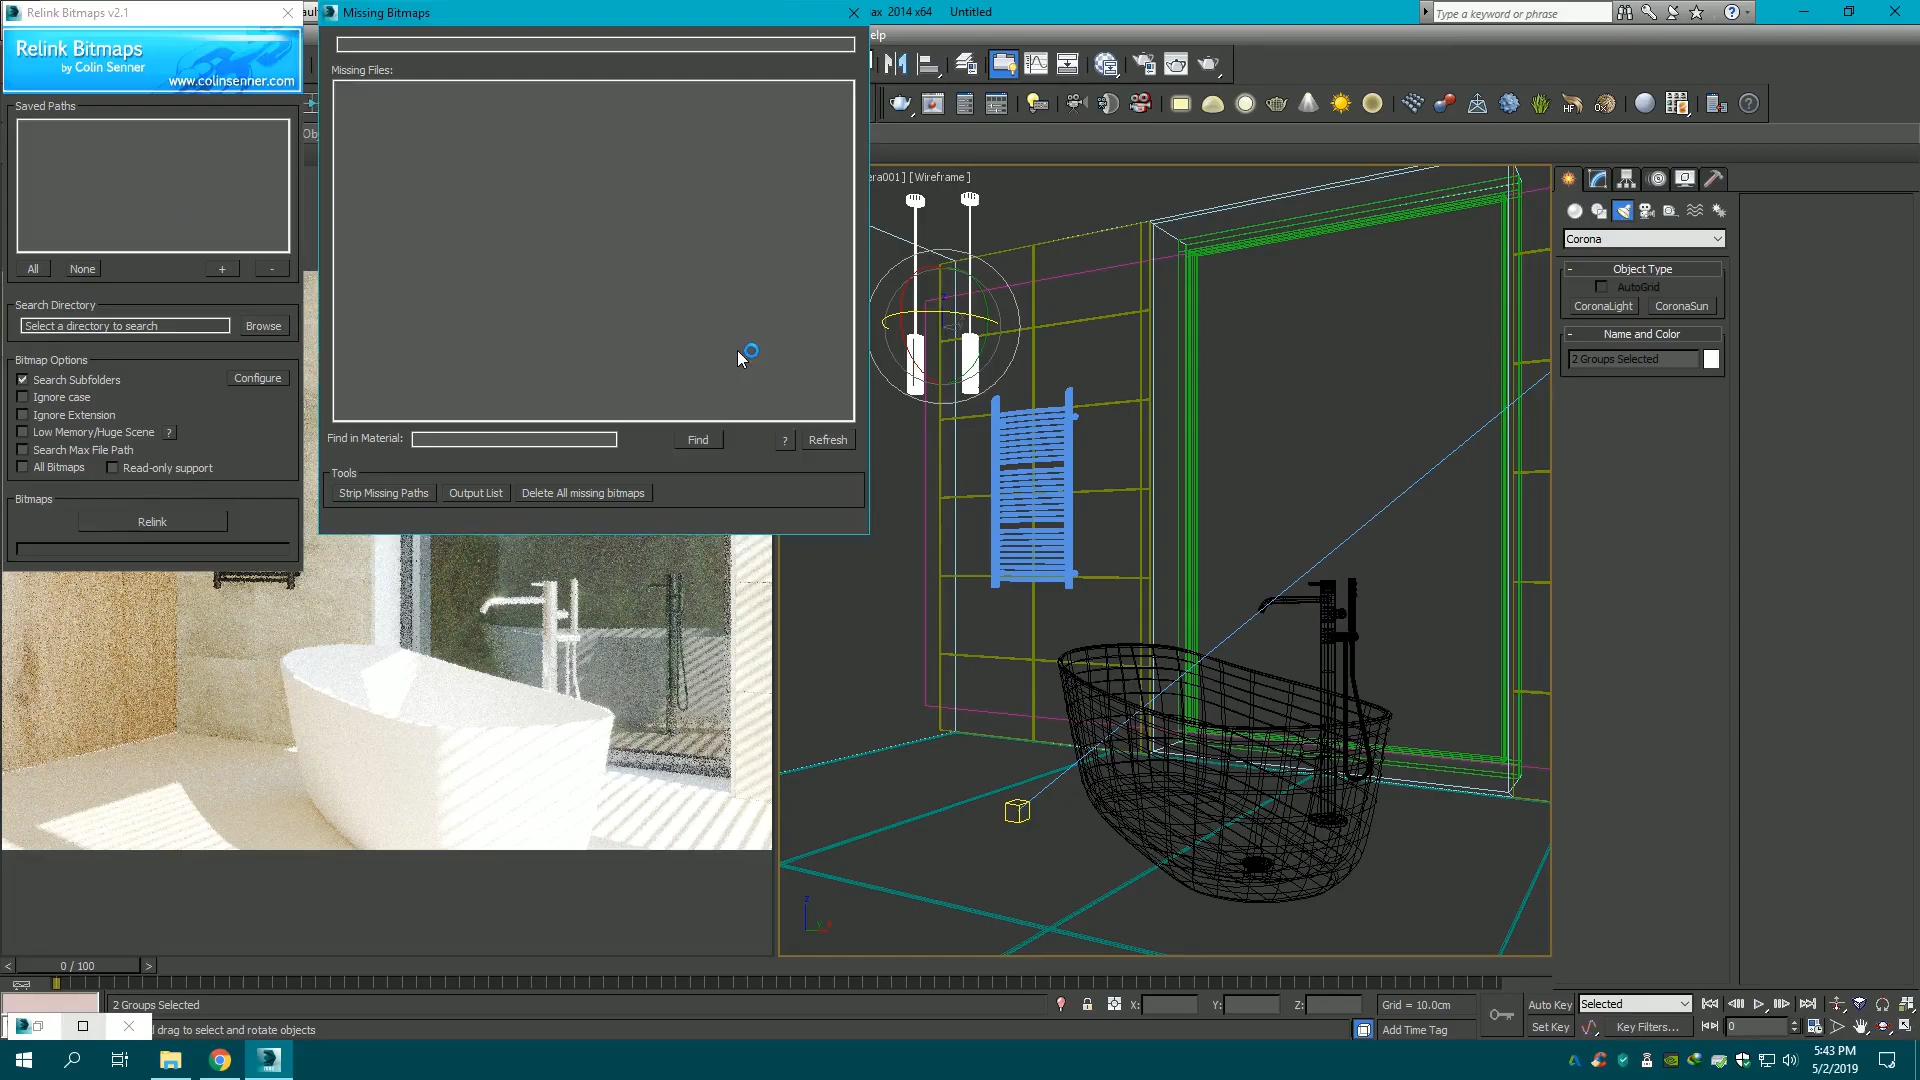 Relink Bitmaps v2.1
Missing Bitmaps
ax 2014 x64 Untitled
Type a keyword or phrase
Relink Bitmaps
by Colin Senner
www.colinsenner.com
elp
Missing Files:
Saved Paths
Ob
era001 ] [Wireframe ]
All None + -
Corona
Object Type
AutoGrid
CoronaLight CoronaSun
Name and Color
2 Groups Selected
Search Directory
Select a directory to search Browse
Bitmap Options
Search Subfolders Configure
Ignore case
Ignore Extension
Low Memory/Huge Scene ?
Search Max File Path
All Bitmaps Read-only support
Find in Material: Find ? Refresh
Tools
Strip Missing Paths Output List Delete All missing bitmaps
Bitmaps
Relink
z
x
y
< 0 / 100 >
2 Groups Selected X: Y: Z: Grid = 10.0cm Auto Key Selected
drag to select and rotate objects Add Time Tag Set Key Key Filters... 0
5:43 PM
5/2/2019